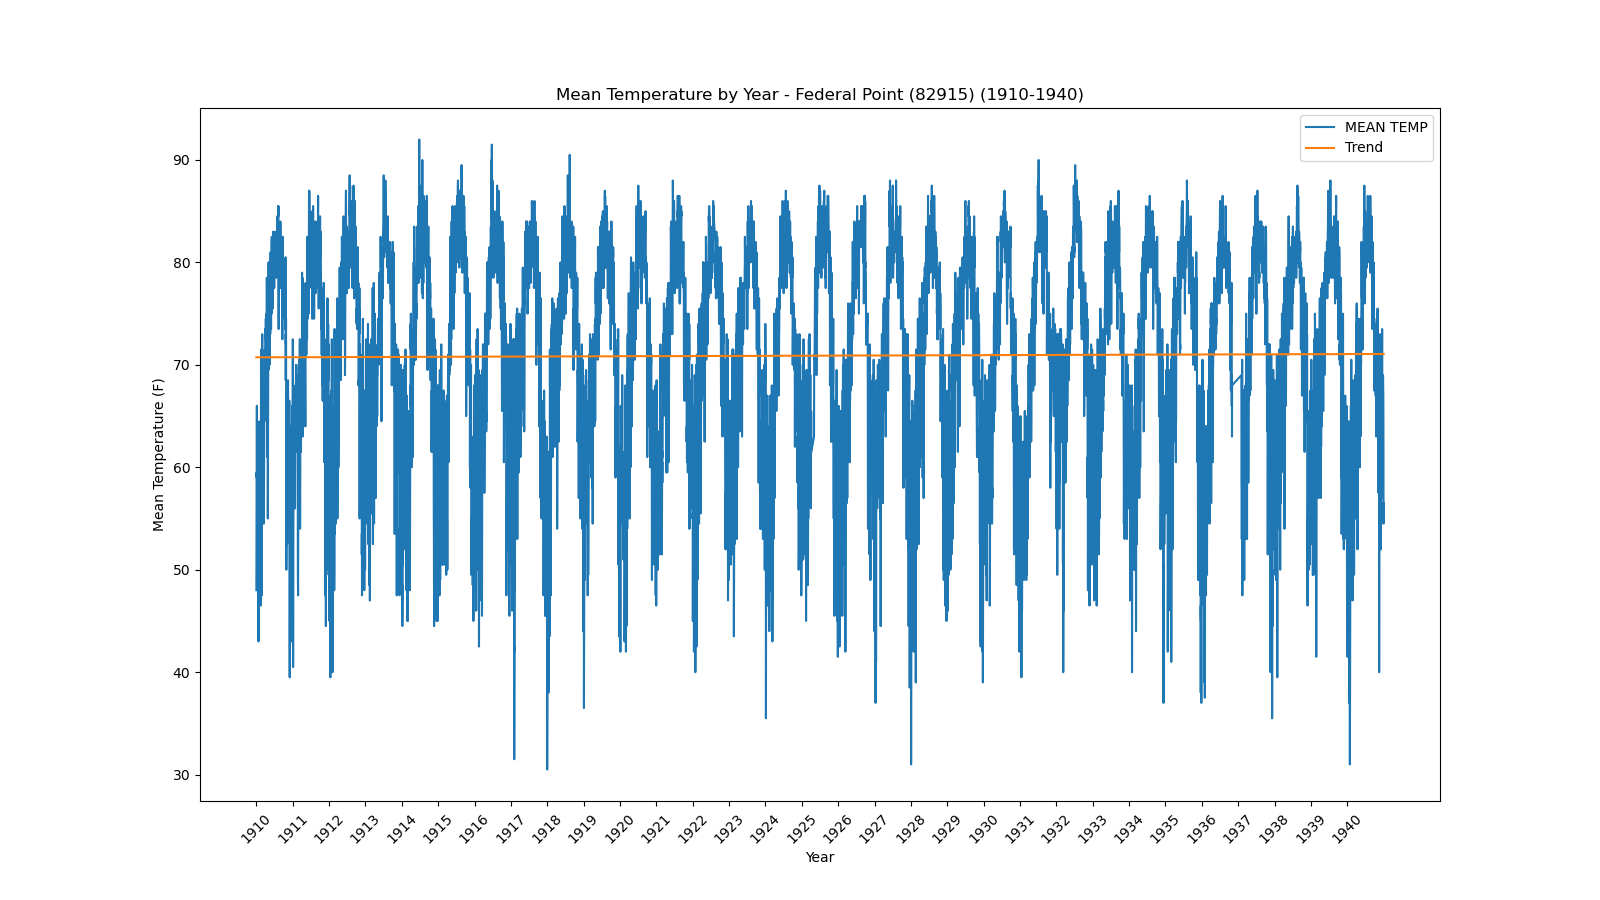 Mean Temperature by Year - Federal Point (82915) (1910-1940)
MEAN TEMP
Trend
90
80
70
60
50
40
30
Mean Temperature (F)
1910 1911 1912 1913 1914 1915 1916 1917 1918 1919 1920 1921 1922 1923 1924 1925 1926 1927 1928 1929 1930 1931 1932 1933 1934 1935 1936 1937 1938 1939 1940
Year